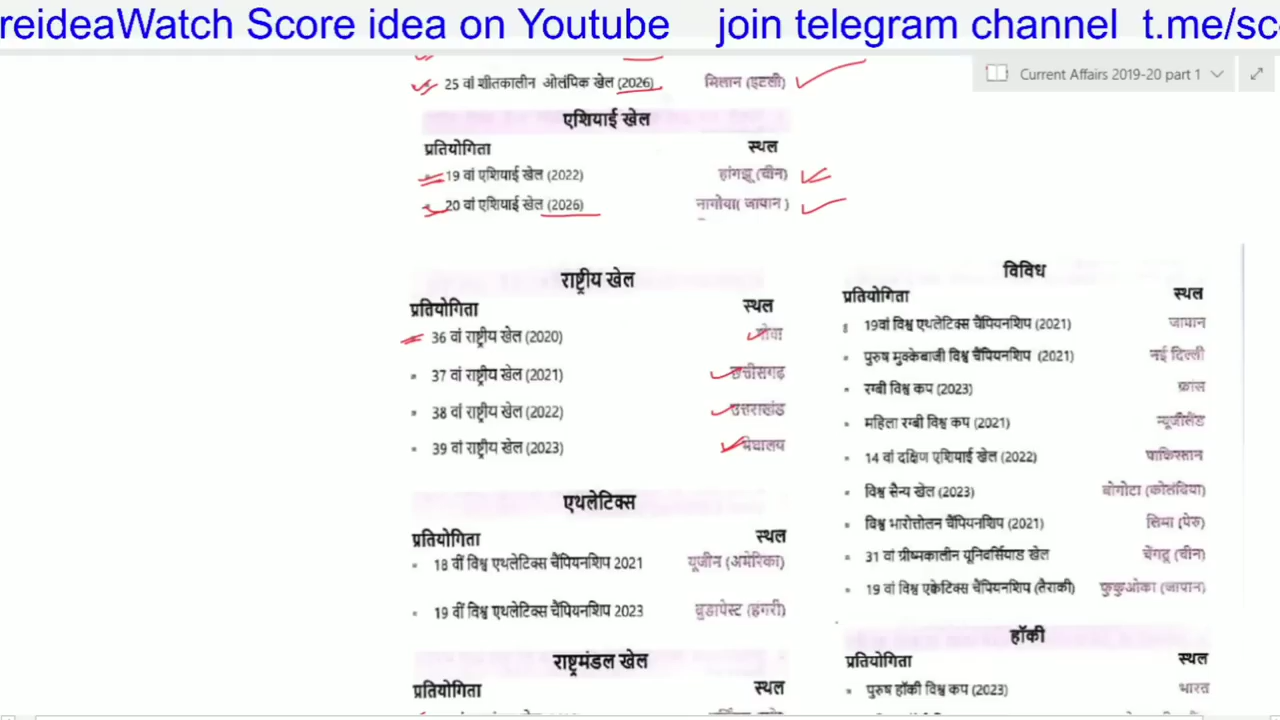 reideaWatch Score idea on Youtube join telegram channel t.me/sc
Current Affairs 2019-20 part 1
25 वां शीतकालीन ओलंपिक खेल (2026) मिलान (इटली)
एशियाई खेल
प्रतियोगिता स्थल
19 वां एशियाई खेल (2022) हांगझू (चीन)
20 वां एशियाई खेल (2026) नागोया( जापान )
राष्ट्रीय खेल
प्रतियोगिता स्थल
36 वां राष्ट्रीय खेल (2020) गोवा
37 वां राष्ट्रीय खेल (2021) छत्तीसगढ़
38 वां राष्ट्रीय खेल (2022) उत्तराखंड
39 वां राष्ट्रीय खेल (2023) मेघालय
एथलेटिक्स
प्रतियोगिता स्थल
18 वीं विश्व एथलेटिक्स चैंपियनशिप 2021 यूजीन (अमेरिका)
19 वीं विश्व एथलेटिक्स चैंपियनशिप 2023 बुडापेस्ट (हंगरी)
राष्ट्रमंडल खेल
प्रतियोगिता स्थल
विविध
प्रतियोगिता स्थल
19वां विश्व एथलेटिक्स चैंपियनशिप (2021) जापान
पुरुष मुक्केबाजी विश्व चैंपियनशिप (2021) नई दिल्ली
रग्बी विश्व कप (2023) फ्रांस
महिला रग्बी विश्व कप (2021) न्यूजीलैंड
14 वां दक्षिण एशियाई खेल (2022) पाकिस्तान
विश्व सैन्य खेल (2023) बोगोटा (कोलंबिया)
विश्व भारोत्तोलन चैंपियनशिप (2021) लिमा (पेरु)
31 वां ग्रीष्मकालीन यूनिवर्सियाड खेल चेंगदू (चीन)
19 वां विश्व एक्वेटिक्स चैंपियनशिप (तैराकी) फुकुओका (जापान)
हॉकी
प्रतियोगिता स्थल
पुरुष हॉकी विश्व कप (2023) भारत